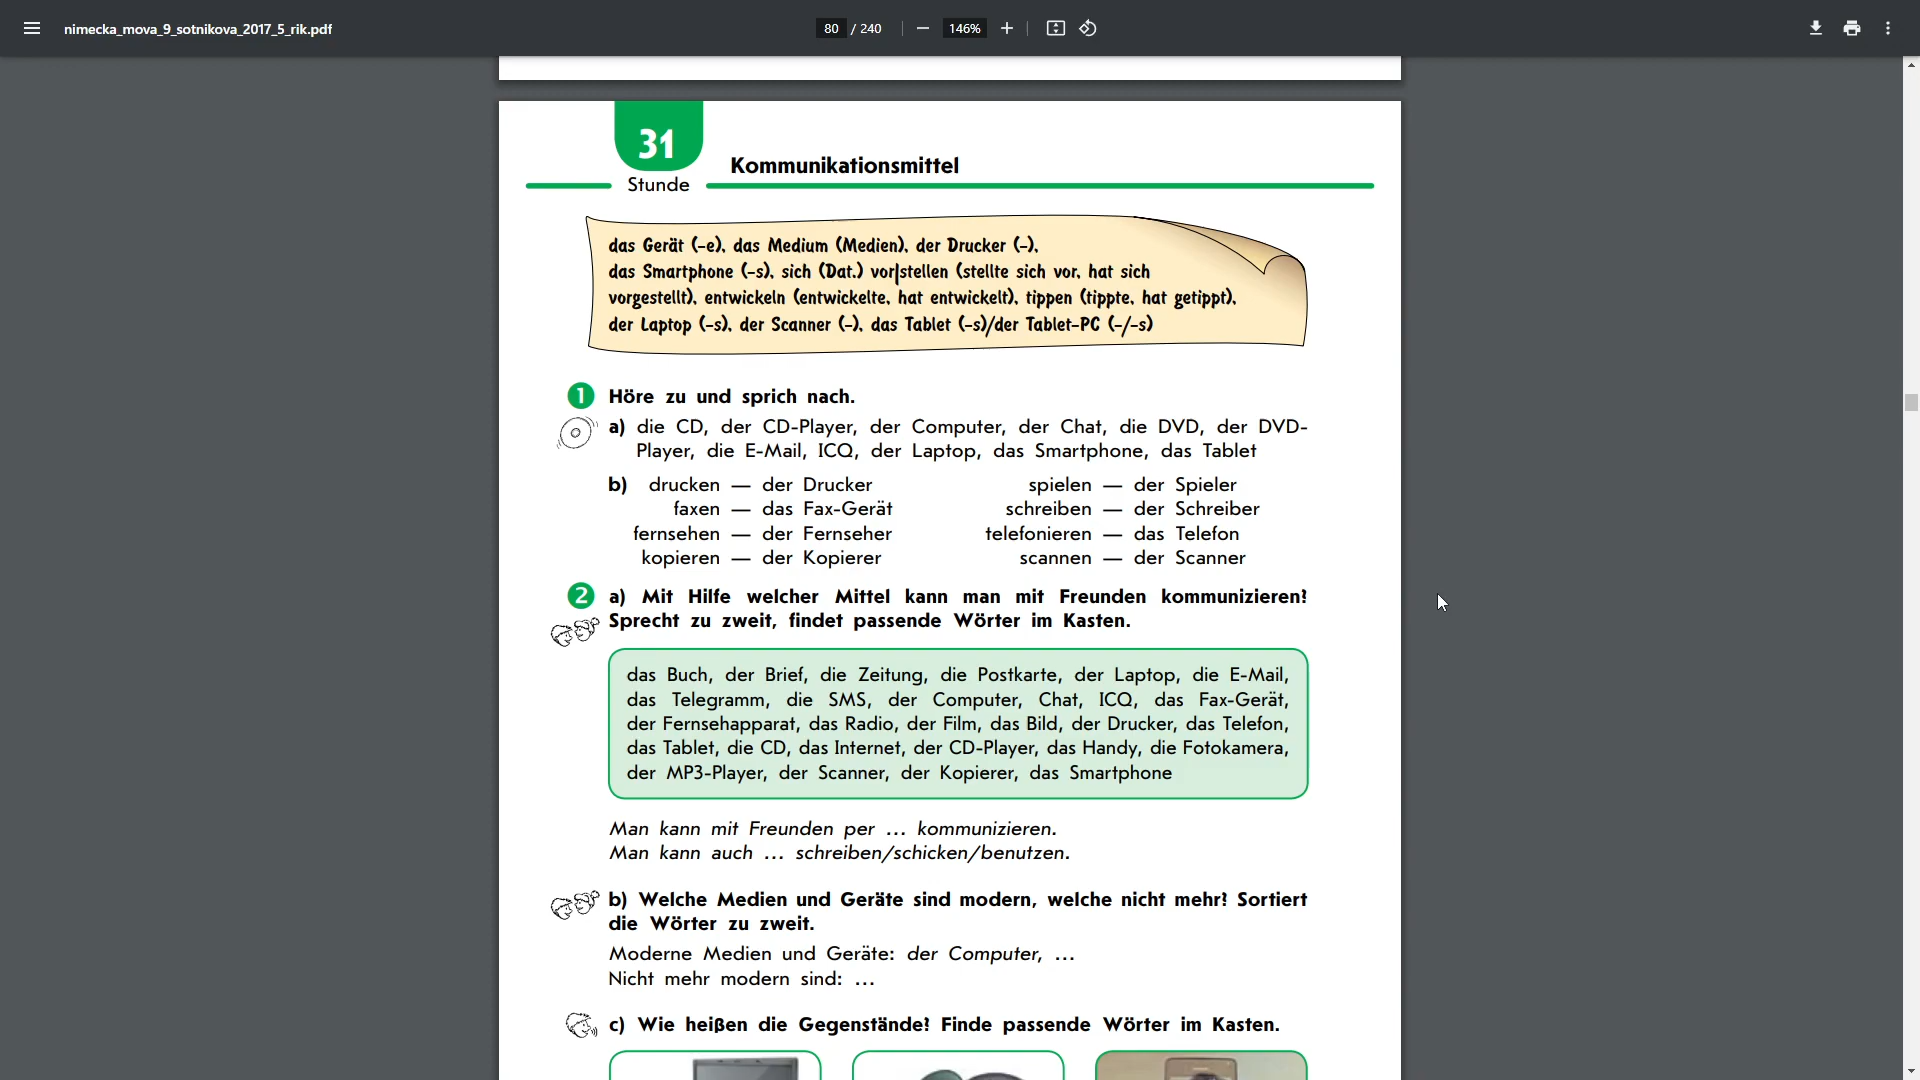 nimecka_mova_9_sotnikova_2017_5_rik.pdf
80 / 240
146%
31
Stunde
Kommunikationsmittel
das Gerät (-e), das Medium (Medien), der Drucker (-),
das Smartphone (-s), sich (Dat.) vor|stellen (stellte sich vor, hat sich
vorgestellt), entwickeln (entwickelte, hat entwickelt), tippen (tippte, hat getippt),
der Laptop (-s), der Scanner (-), das Tablet (-s)/der Tablet-PC (-/-s)
1 Höre zu und sprich nach.
a) die CD, der CD-Player, der Computer, der Chat, die DVD, der DVD-
Player, die E-Mail, ICQ, der Laptop, das Smartphone, das Tablet
b) drucken — der Drucker
faxen — das Fax-Gerät
fernsehen — der Fernseher
kopieren — der Kopierer
spielen — der Spieler
schreiben — der Schreiber
telefonieren — das Telefon
scannen — der Scanner
2 a) Mit Hilfe welcher Mittel kann man mit Freunden kommunizieren?
Sprecht zu zweit, findet passende Wörter im Kasten.
das Buch, der Brief, die Zeitung, die Postkarte, der Laptop, die E-Mail,
das Telegramm, die SMS, der Computer, Chat, ICQ, das Fax-Gerät,
der Fernsehapparat, das Radio, der Film, das Bild, der Drucker, das Telefon,
das Tablet, die CD, das Internet, der CD-Player, das Handy, die Fotokamera,
der MP3-Player, der Scanner, der Kopierer, das Smartphone
Man kann mit Freunden per ... kommunizieren.
Man kann auch ... schreiben/schicken/benutzen.
b) Welche Medien und Geräte sind modern, welche nicht mehr? Sortiert
die Wörter zu zweit.
Moderne Medien und Geräte: der Computer, ...
Nicht mehr modern sind: ...
c) Wie heißen die Gegenstände? Finde passende Wörter im Kasten.